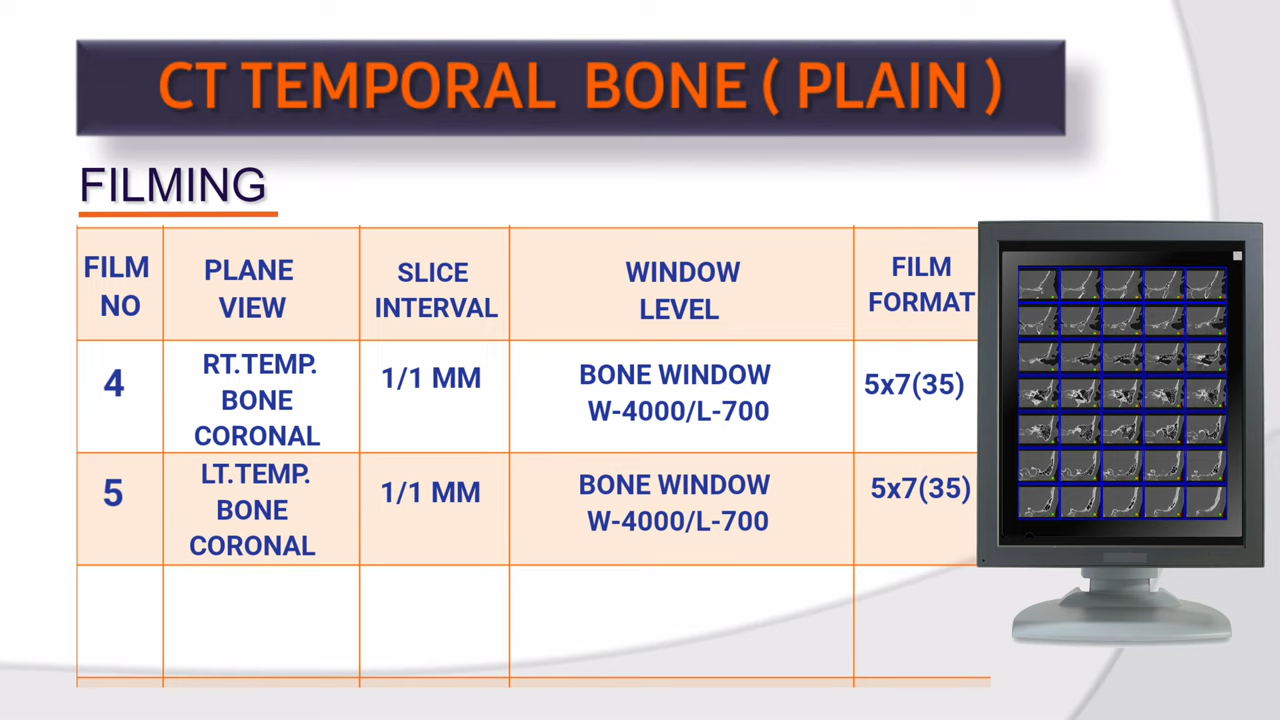 CT TEMPORAL BONE ( PLAIN )
FILMING
FILM NO
PLANE VIEW
SLICE INTERVAL
WINDOW LEVEL
FILM FORMAT
4
RT.TEMP.
BONE
CORONAL
1/1 MM
BONE WINDOW
W-4000/L-700
5x7(35)
5
LT.TEMP.
BONE
CORONAL
1/1 MM
BONE WINDOW
W-4000/L-700
5x7(35)